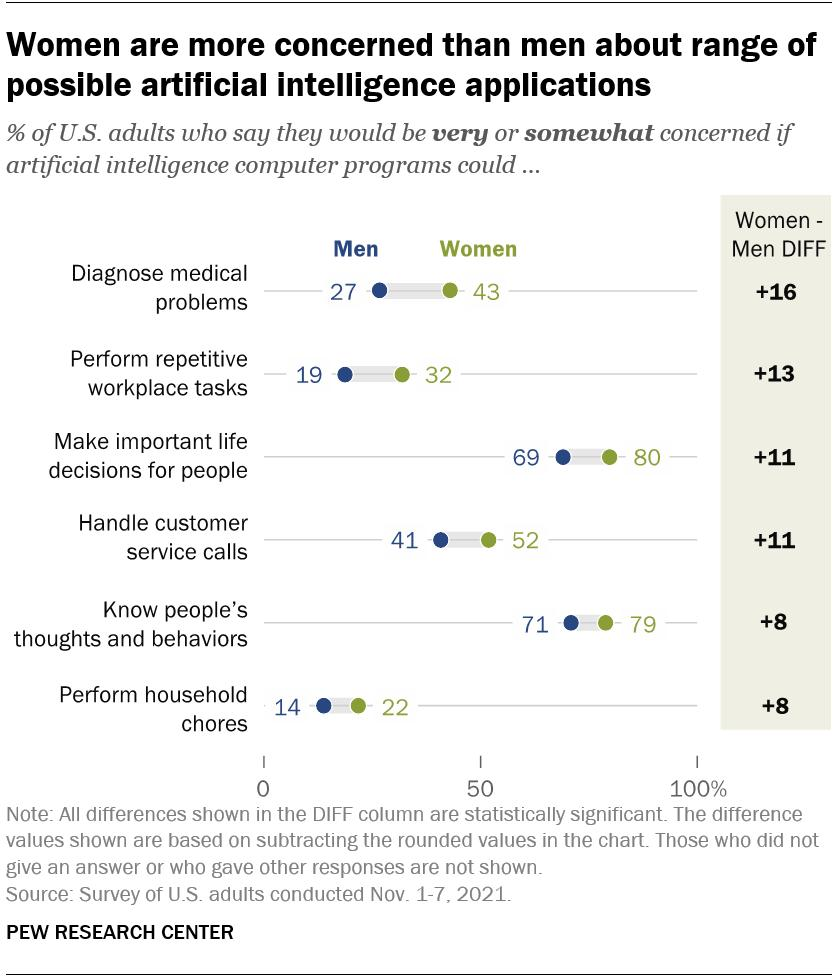 Women are more concerned than men about range of
possible artificial intelligence applications
% of U.S. adults who say they would be very or somewhat concerned if
artificial intelligence computer programs could ...
Women -
Men DIFF
Men Women
Diagnose medical
problems
27 43 +16
Perform repetitive
workplace tasks
19 32 +13
Make important life
decisions for people
69 80 +11
Handle customer
service calls
41 52 +11
Know people’s
thoughts and behaviors
71 79 +8
Perform household
chores
14 22 +8
0 50 100%
Note: All differences shown in the DIFF column are statistically significant. The difference
values shown are based on subtracting the rounded values in the chart. Those who did not
give an answer or who gave other responses are not shown.
Source: Survey of U.S. adults conducted Nov. 1-7, 2021.
PEW RESEARCH CENTER